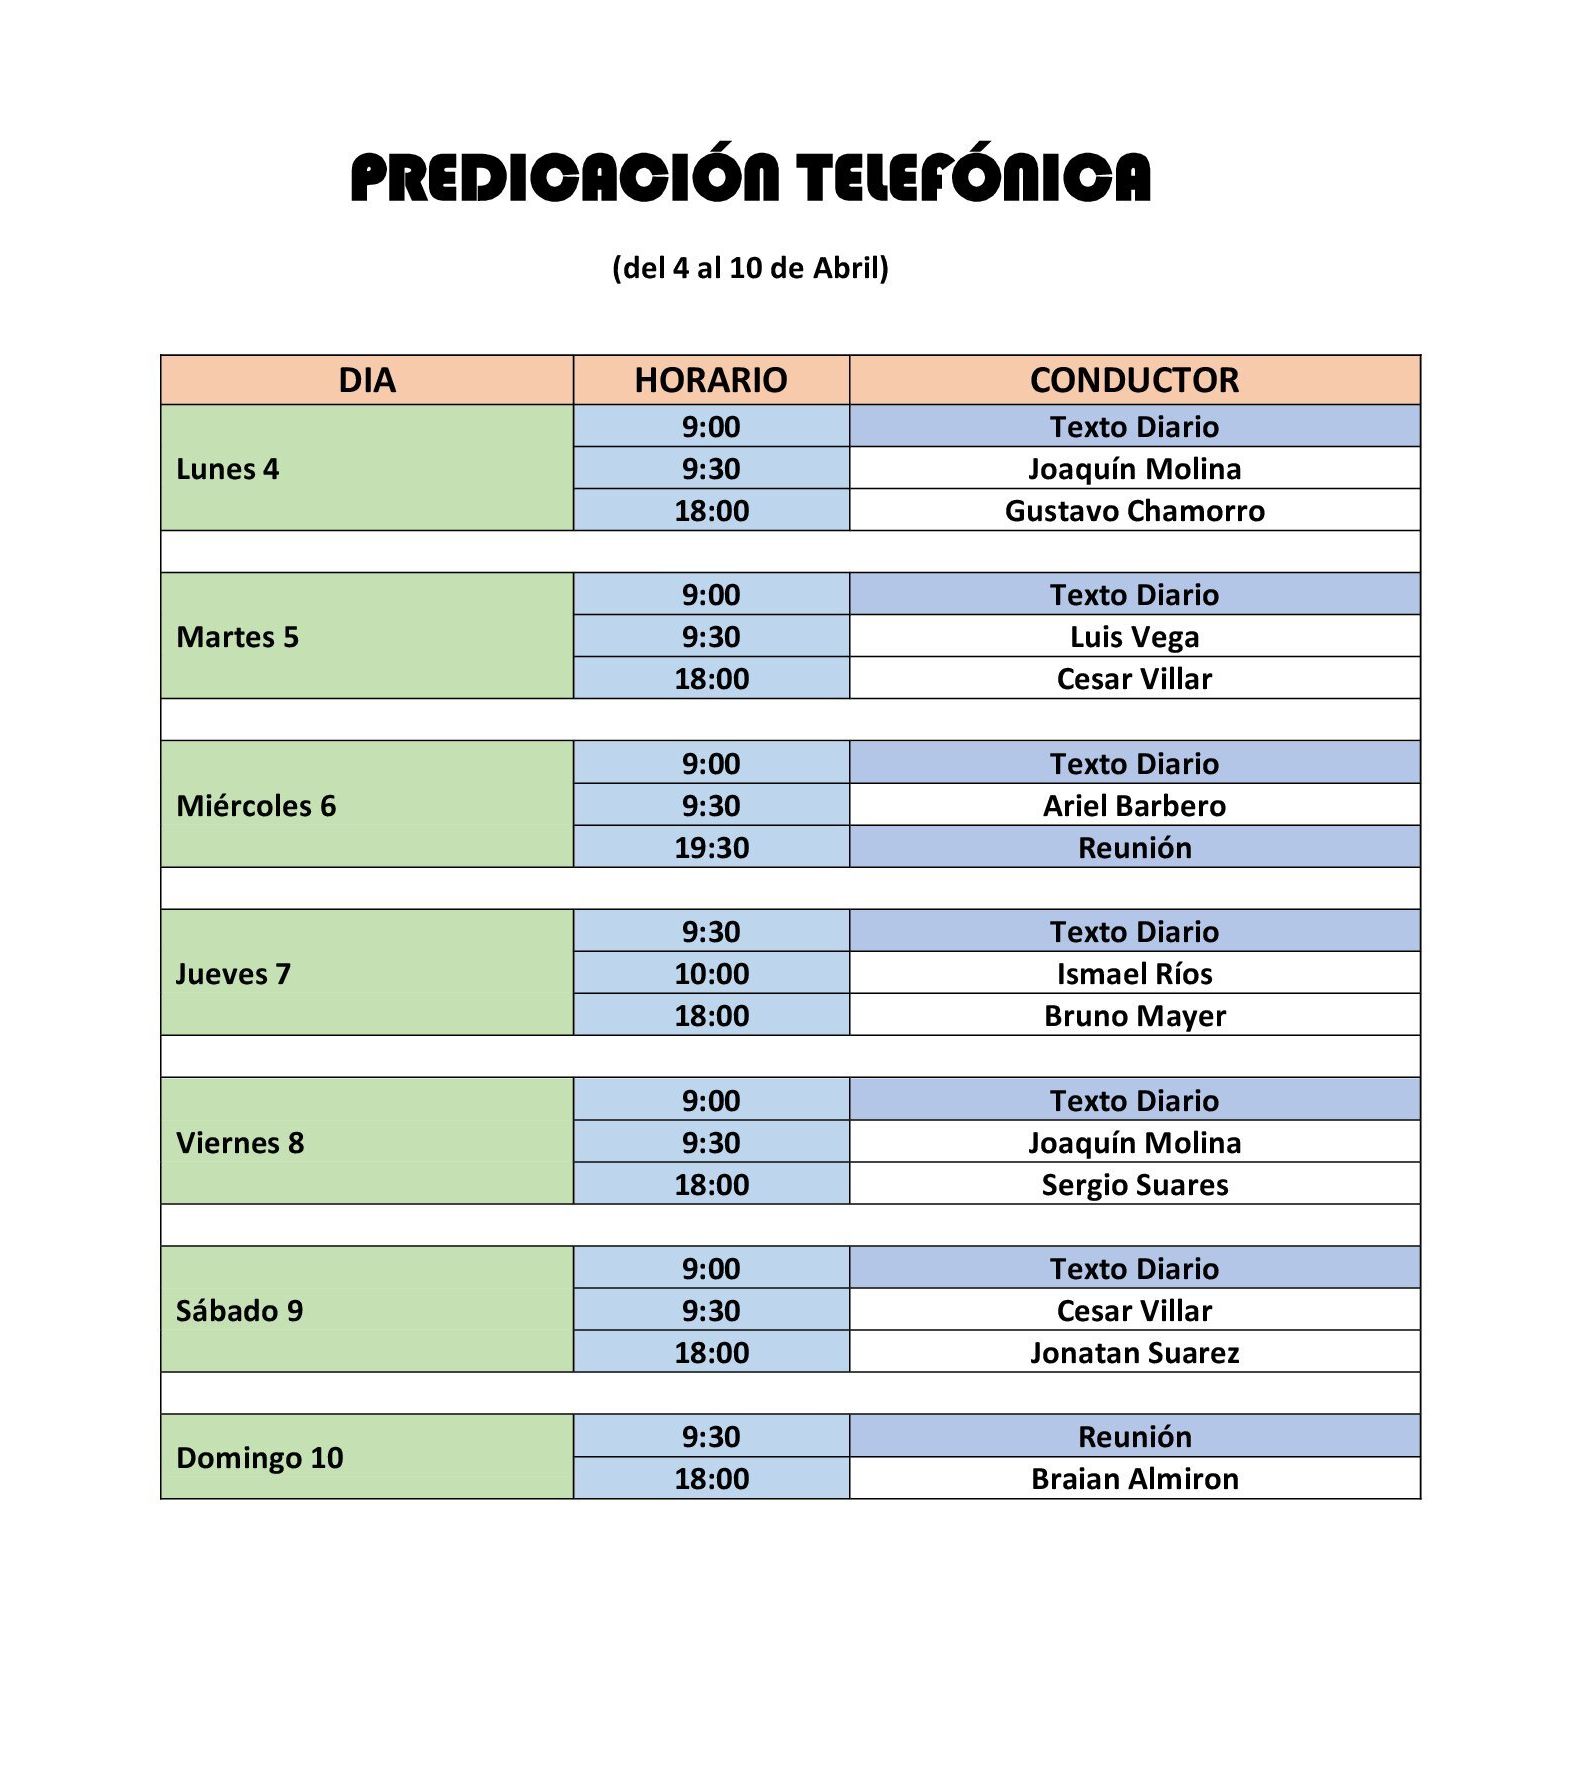 PREDICACIÓN TELEFÓNICA
(del 4 al 10 de Abril)
DIA HORARIO CONDUCTOR
Lunes 4
9:00 Texto Diario
9:30 Joaquín Molina
18:00 Gustavo Chamorro
Martes 5
9:00 Texto Diario
9:30 Luis Vega
18:00 Cesar Villar
Miércoles 6
9:00 Texto Diario
9:30 Ariel Barbero
19:30 Reunión
Jueves 7
9:30 Texto Diario
10:00 Ismael Ríos
18:00 Bruno Mayer
Viernes 8
9:00 Texto Diario
9:30 Joaquín Molina
18:00 Sergio Suares
Sábado 9
9:00 Texto Diario
9:30 Cesar Villar
18:00 Jonatan Suarez
Domingo 10
9:30 Reunión
18:00 Braian Almiron